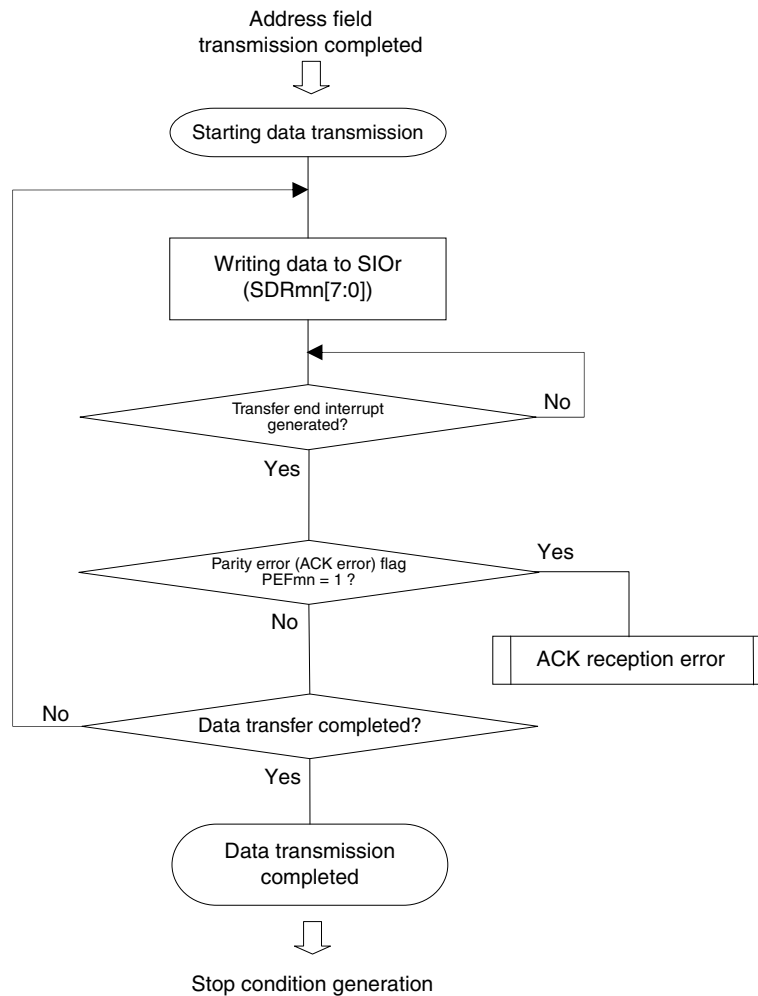 Address field
transmission completed
Starting data transmission
Writing data to SIOr
(SDRmn[7:0])
Transfer end interrupt
generated?
No
Yes
Parity error (ACK error) flag
PEFmn = 1 ?
Yes
No
ACK reception error
Data transfer completed?
No
Yes
Data transmission
completed
Stop condition generation